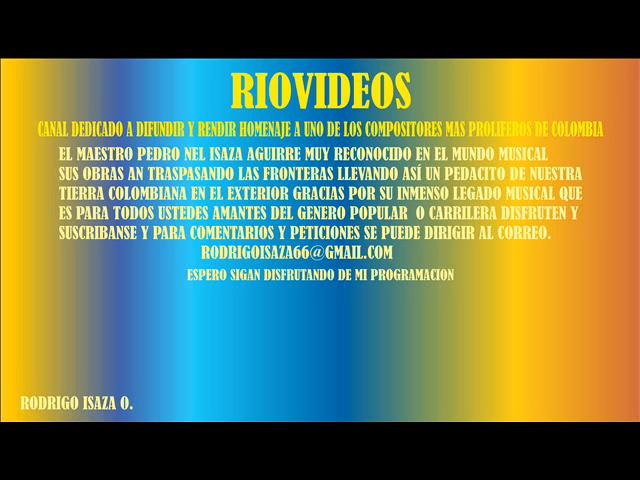 RIOVIDEOS
CANAL DEDICADO A DIFUNDIR Y RENDIR HOMENAJE A UNO DE LOS COMPOSITORES MAS PROLIFEROS DE COLOMBIA
EL MAESTRO PEDRO NEL ISAZA AGUIRRE MUY RECONOCIDO EN EL MUNDO MUSICAL
SUS OBRAS AN TRASPASANDO LAS FRONTERAS LLEVANDO ASÍ UN PEDACITO DE NUESTRA
TIERRA COLOMBIANA EN EL EXTERIOR GRACIAS POR SU INMENSO LEGADO MUSICAL QUE
ES PARA TODOS USTEDES AMANTES DEL GENERO POPULAR O CARRILERA DISFRUTEN Y
SUSCRIBANSE Y PARA COMENTARIOS Y PETICIONES SE PUEDE DIRIGIR AL CORREO.
RODRIGOISAZA66@GMAIL.COM
ESPERO SIGAN DISFRUTANDO DE MI PROGRAMACION
RODRIGO ISAZA O.